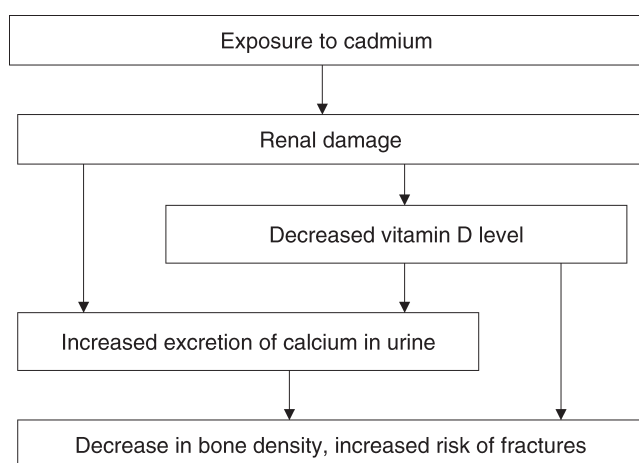 Exposure to cadmium
Renal damage
Decreased vitamin D level
Increased excretion of calcium in urine
Decrease in bone density, increased risk of fractures